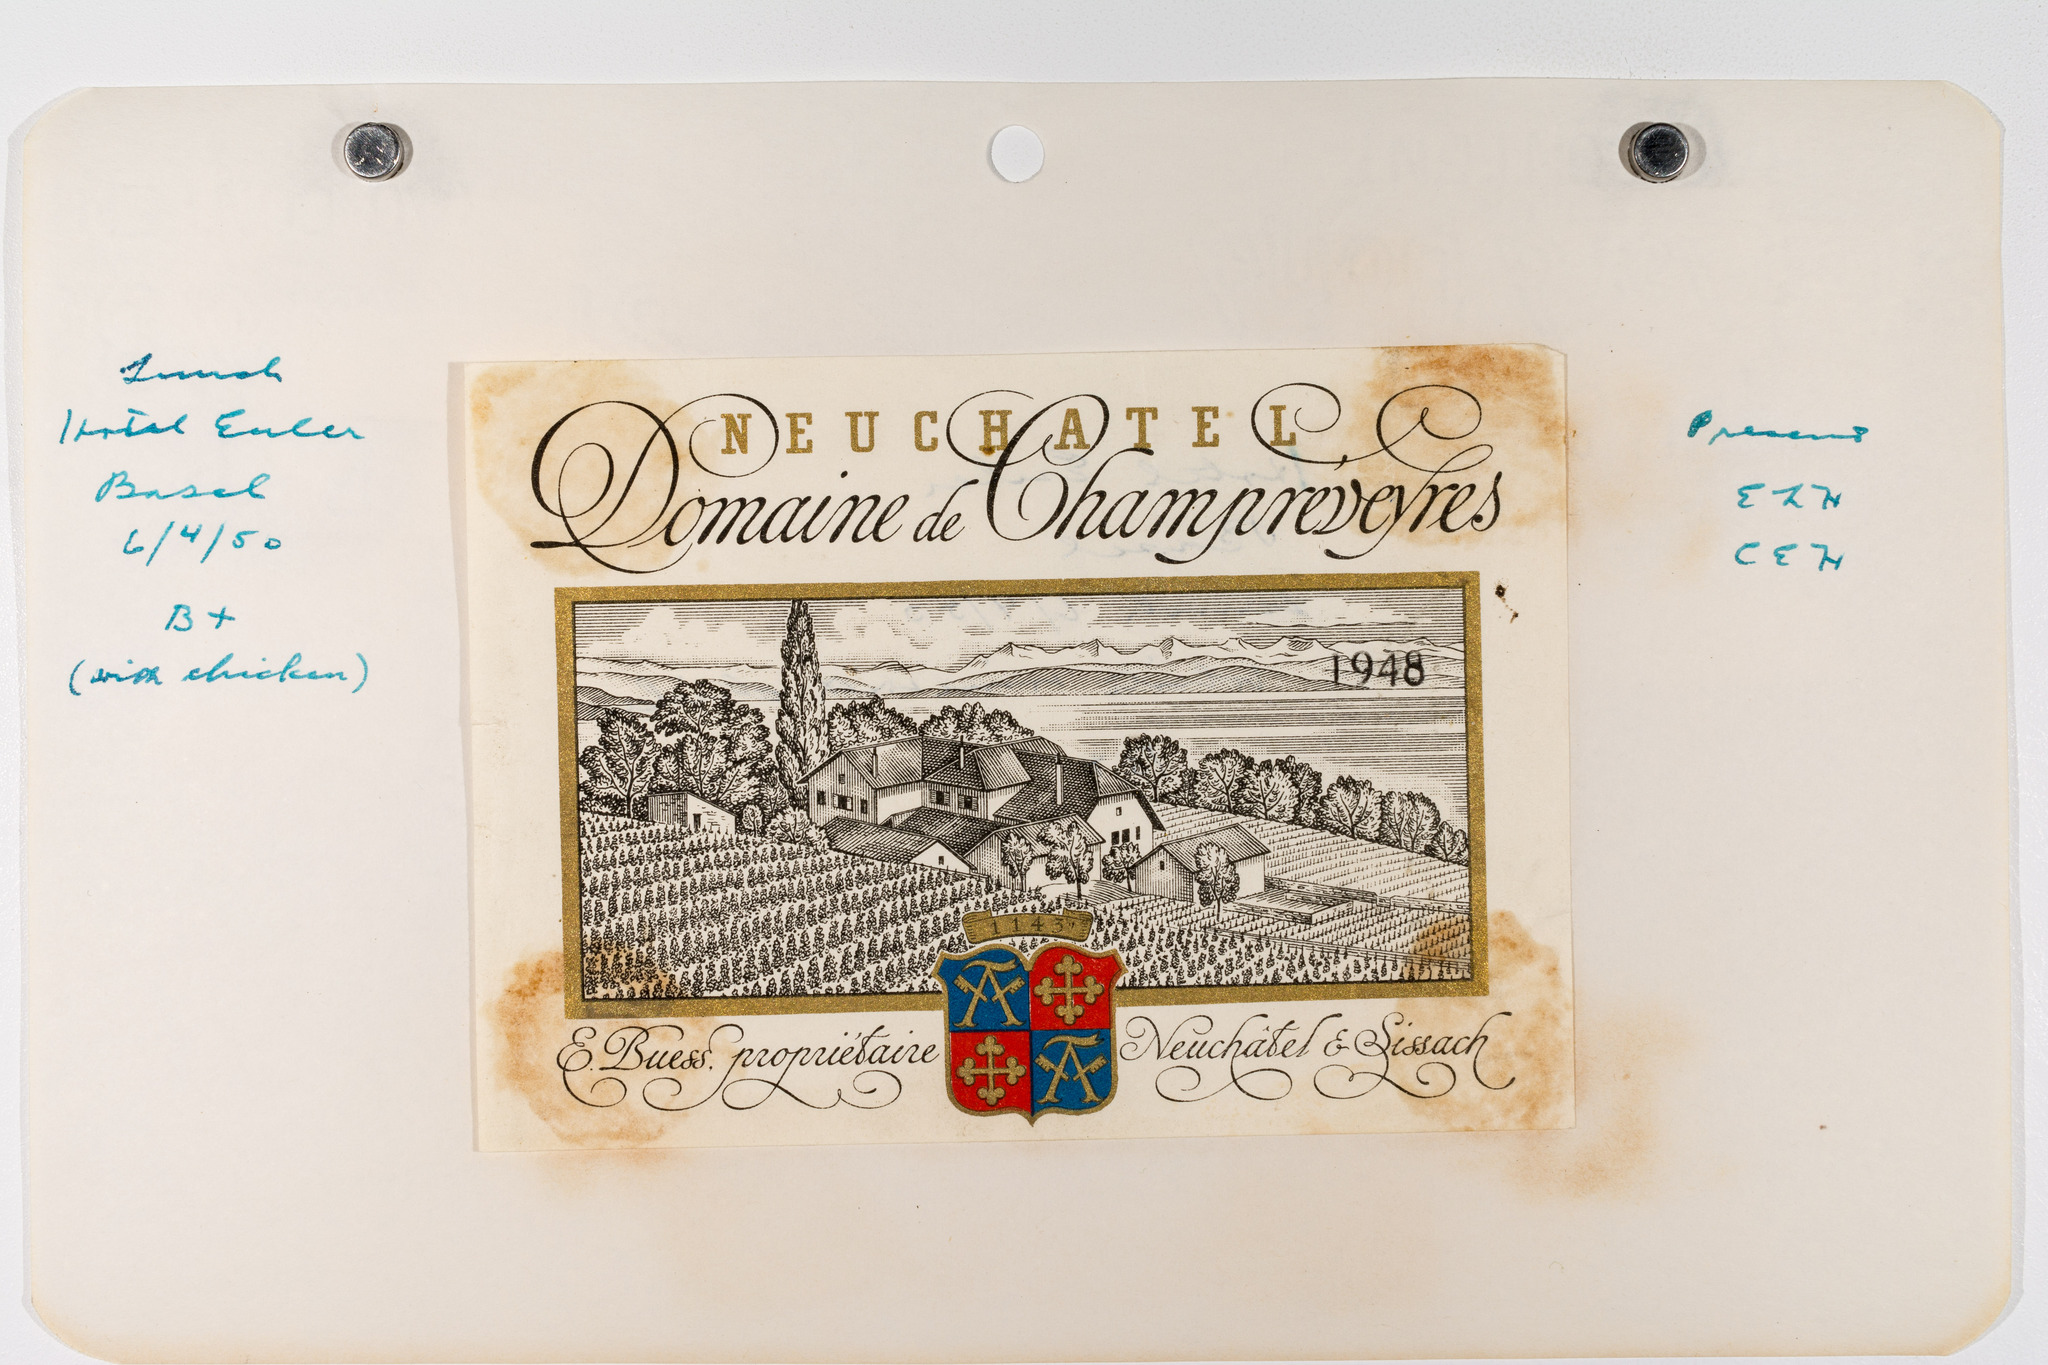 Lunch
Hotel Euler
Basel
6/4/50
B+
(with chicken)
NEUCHATEL
Domaine de Champréveyres
1948
1143
E. Buess. propriétaire
Neuchâtel & Sissach
Present
ELH
CEH